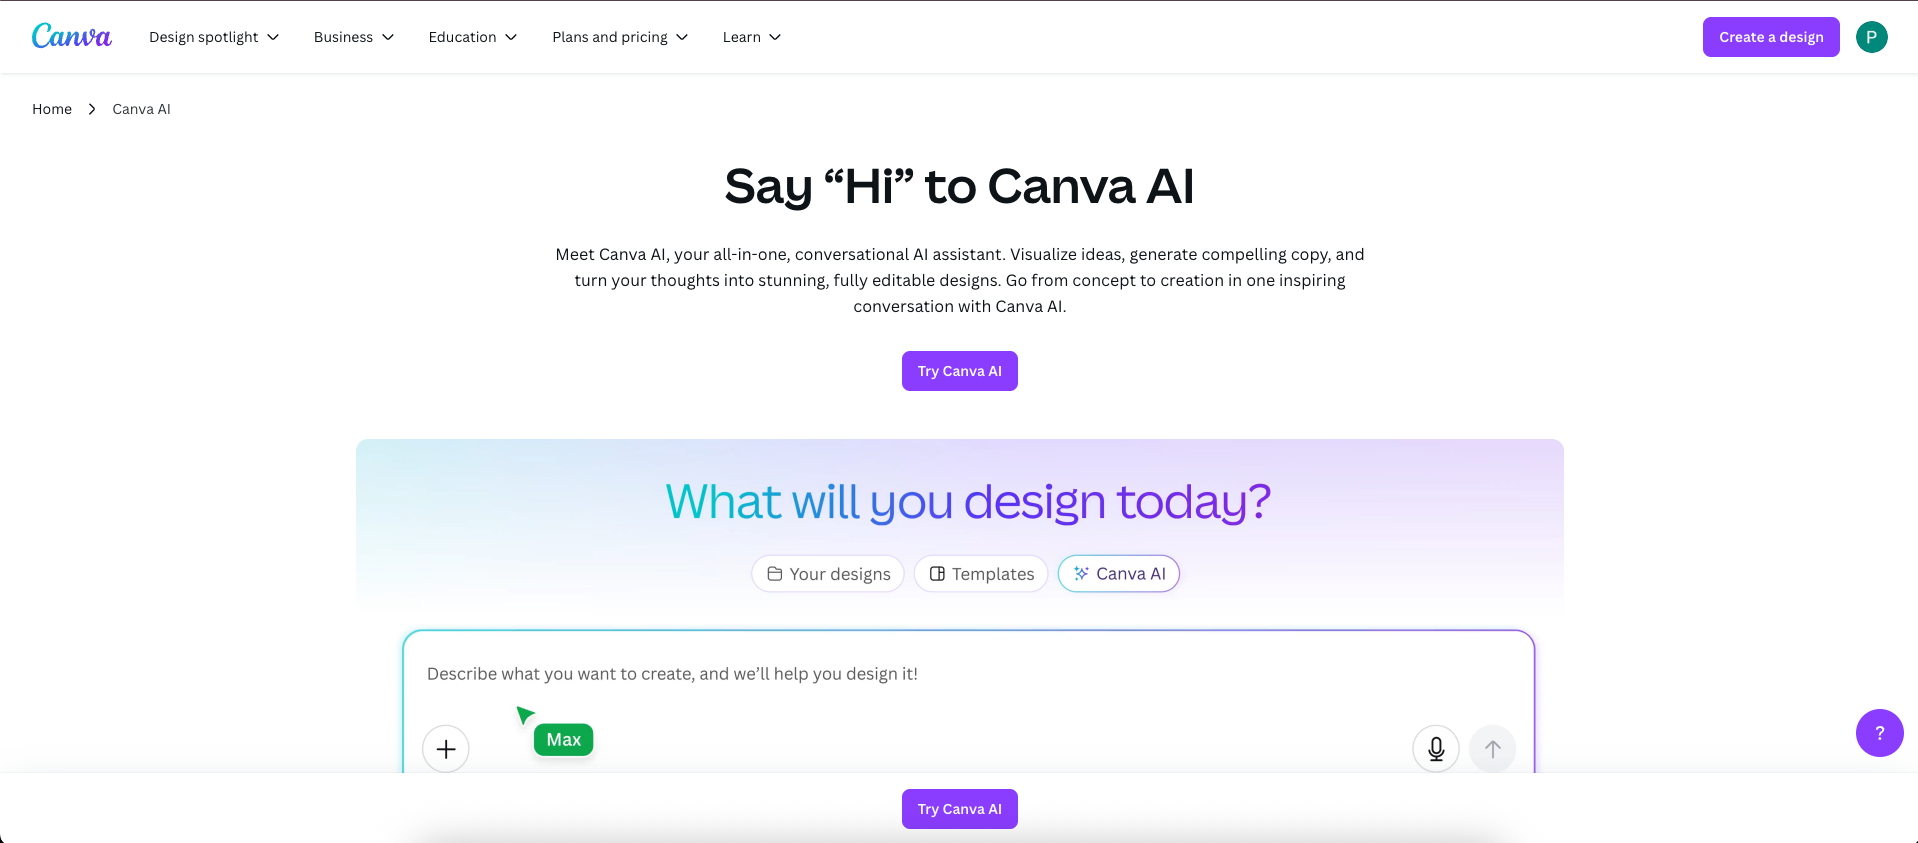 Canva
Design spotlight
Business
Education
Plans and pricing
Learn
Create a design
P
Home
Canva AI
Say “Hi” to Canva AI
Meet Canva AI, your all-in-one, conversational AI assistant. Visualize ideas, generate compelling copy, and
turn your thoughts into stunning, fully editable designs. Go from concept to creation in one inspiring
conversation with Canva AI.
Try Canva AI
What will you design today?
Your designs
Templates
Canva AI
Describe what you want to create, and we’ll help you design it!
Max
?
Try Canva AI